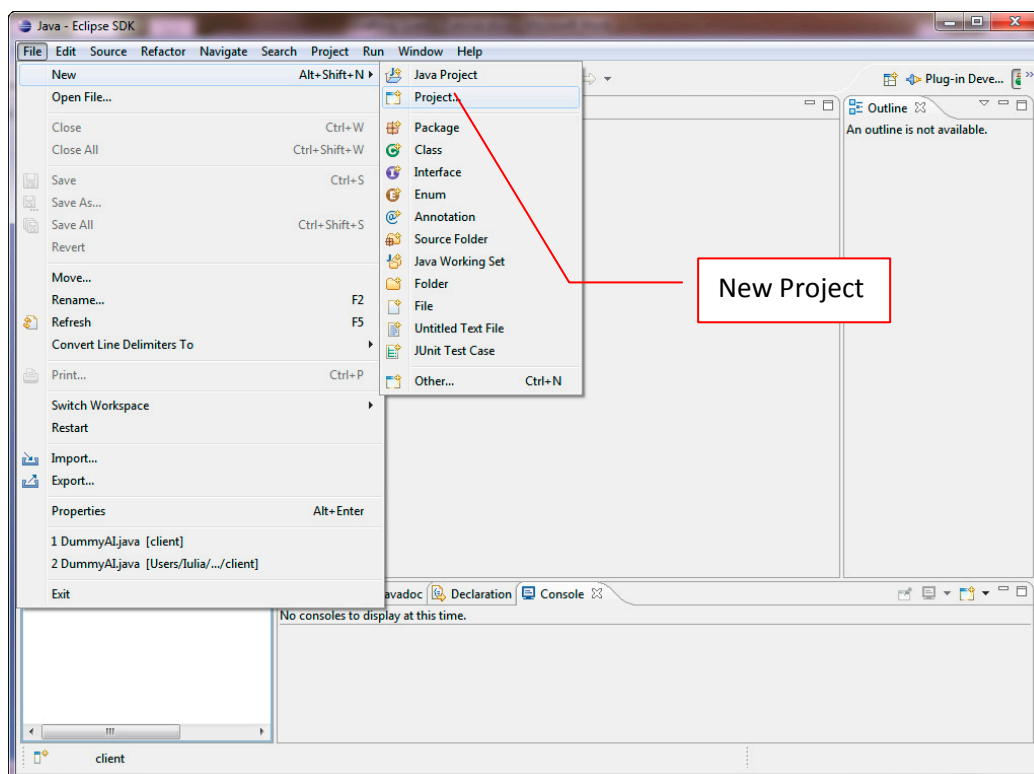 Java - Eclipse SDK
File Edit Source Refactor Navigate Search Project Run Window Help
New Alt+Shift+N
Open File...
Close Ctrl+W
Close All Ctrl+Shift+W
Save Ctrl+S
Save As...
Save All Ctrl+Shift+S
Revert
Move...
Rename... F2
Refresh F5
Convert Line Delimiters To
Print... Ctrl+P
Switch Workspace
Restart
Import...
Export...
Properties Alt+Enter
1 DummyAI.java [client]
2 DummyAI.java [Users/Iulia/.../client]
Exit
Java Project
Project...
Package
Class
Interface
Enum
Annotation
Source Folder
Java Working Set
Folder
File
Untitled Text File
JUnit Test Case
Other... Ctrl+N
New Project
Plug-in Deve...
Outline
An outline is not available.
avadoc Declaration Console
No consoles to display at this time.
client